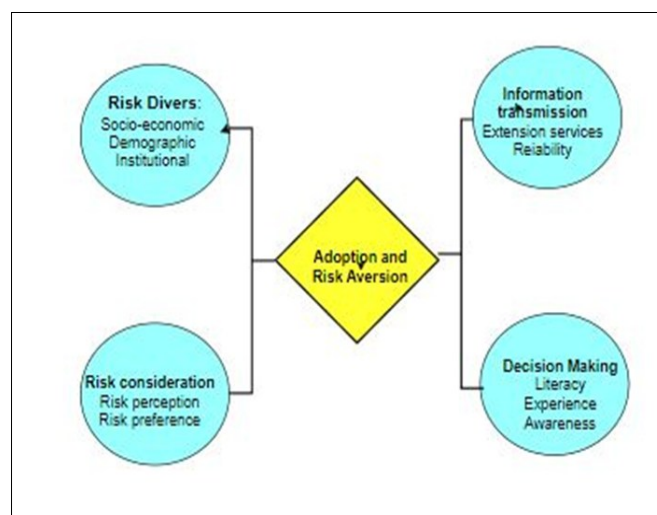 Risk Divers:
Socio-economic
Demographic
Institutional
Information
transmission
Extension services
Reiability
Adoption and
Risk Aversion
Risk consideration
Risk perception
Risk preference
Decision Making
Literacy
Experience
Awareness